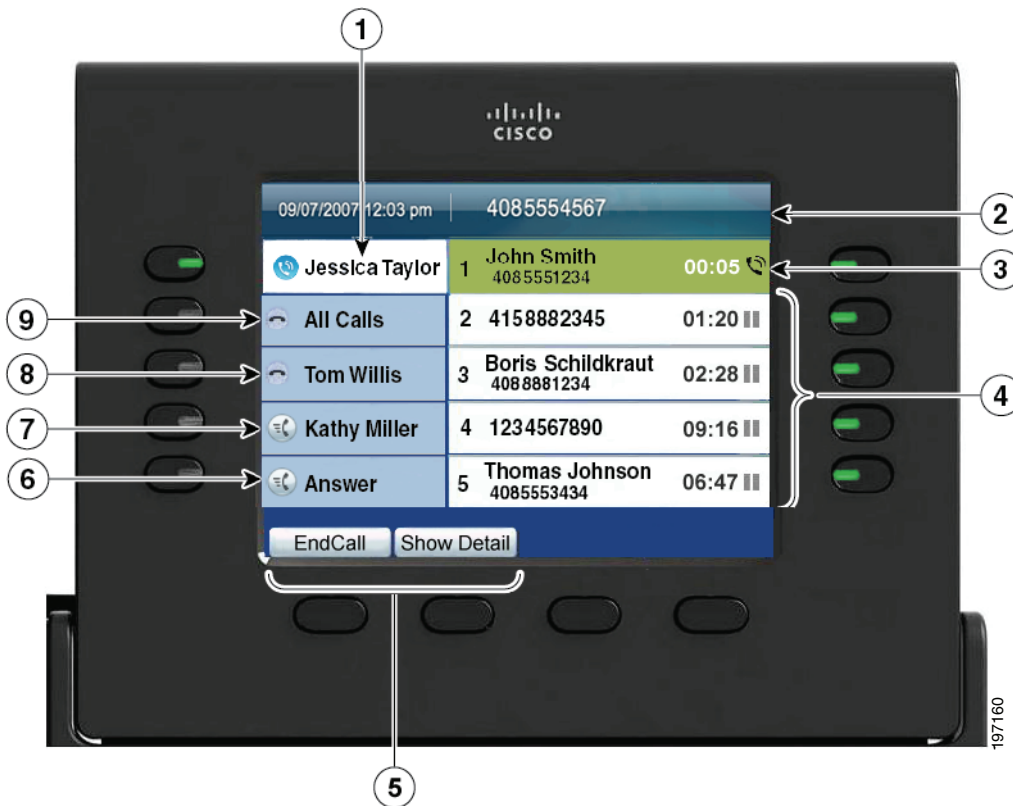 1
CISCO
09/07/2007 12:03 pm 4085554567
2
Jessica Taylor 1 John Smith 00:05
4085551234
3
9
All Calls 2 4158882345 01:20
8
Tom Willis 3 Boris Schildkraut 02:28
4088881234
4
7
Kathy Miller 4 1234567890 09:16
6
Answer 5 Thomas Johnson 06:47
4085553434
EndCall Show Detail
5
197160